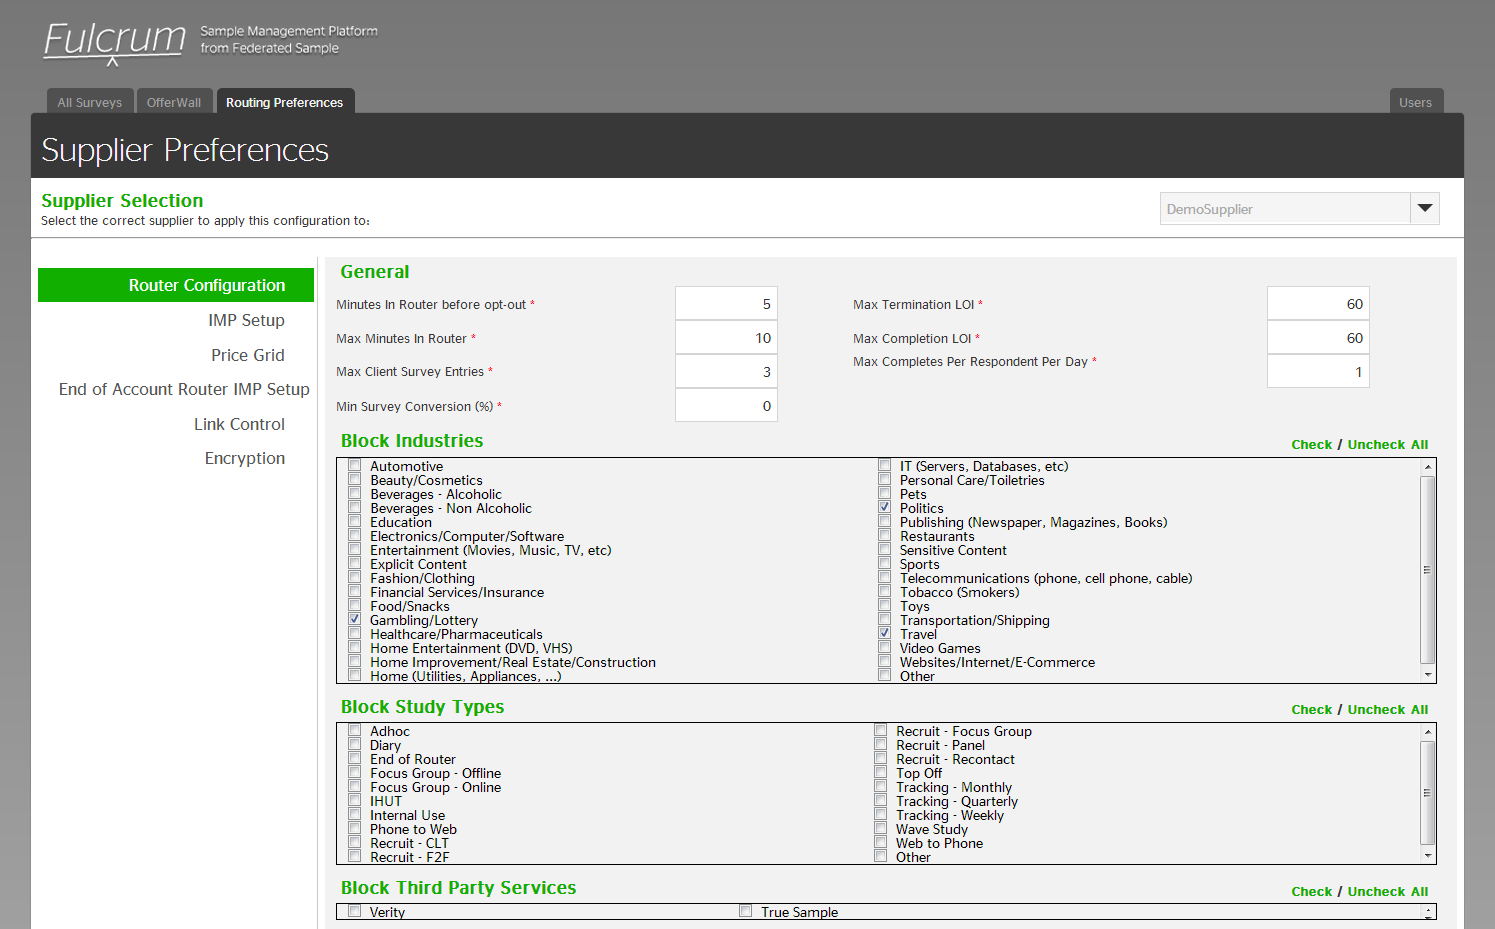 Fulcrum
Sample Management Platform
from Federated Sample
All Surveys
OfferWall
Routing Preferences
Users
Supplier Preferences
Supplier Selection
Select the correct supplier to apply this configuration to:
DemoSupplier
Router Configuration
IMP Setup
Price Grid
End of Account Router IMP Setup
Link Control
Encryption
General
Minutes In Router before opt-out * 5
Max Minutes In Router * 10
Max Client Survey Entries * 3
Min Survey Conversion (%) * 0
Max Termination LOI * 60
Max Completion LOI * 60
Max Completes Per Respondent Per Day * 1
Block Industries
Check / Uncheck All
Automotive
Beauty/Cosmetics
Beverages - Alcoholic
Beverages - Non Alcoholic
Education
Electronics/Computer/Software
Entertainment (Movies, Music, TV, etc)
Explicit Content
Fashion/Clothing
Financial Services/Insurance
Food/Snacks
Gambling/Lottery
Healthcare/Pharmaceuticals
Home Entertainment (DVD, VHS)
Home Improvement/Real Estate/Construction
Home (Utilities, Appliances, ...)
IT (Servers, Databases, etc)
Personal Care/Toiletries
Pets
Politics
Publishing (Newspaper, Magazines, Books)
Restaurants
Sensitive Content
Sports
Telecommunications (phone, cell phone, cable)
Tobacco (Smokers)
Toys
Transportation/Shipping
Travel
Video Games
Websites/Internet/E-Commerce
Other
Block Study Types
Check / Uncheck All
Adhoc
Diary
End of Router
Focus Group - Offline
Focus Group - Online
IHUT
Internal Use
Phone to Web
Recruit - CLT
Recruit - F2F
Recruit - Focus Group
Recruit - Panel
Recruit - Recontact
Top Off
Tracking - Monthly
Tracking - Quarterly
Tracking - Weekly
Wave Study
Web to Phone
Other
Block Third Party Services
Check / Uncheck All
Verity
True Sample